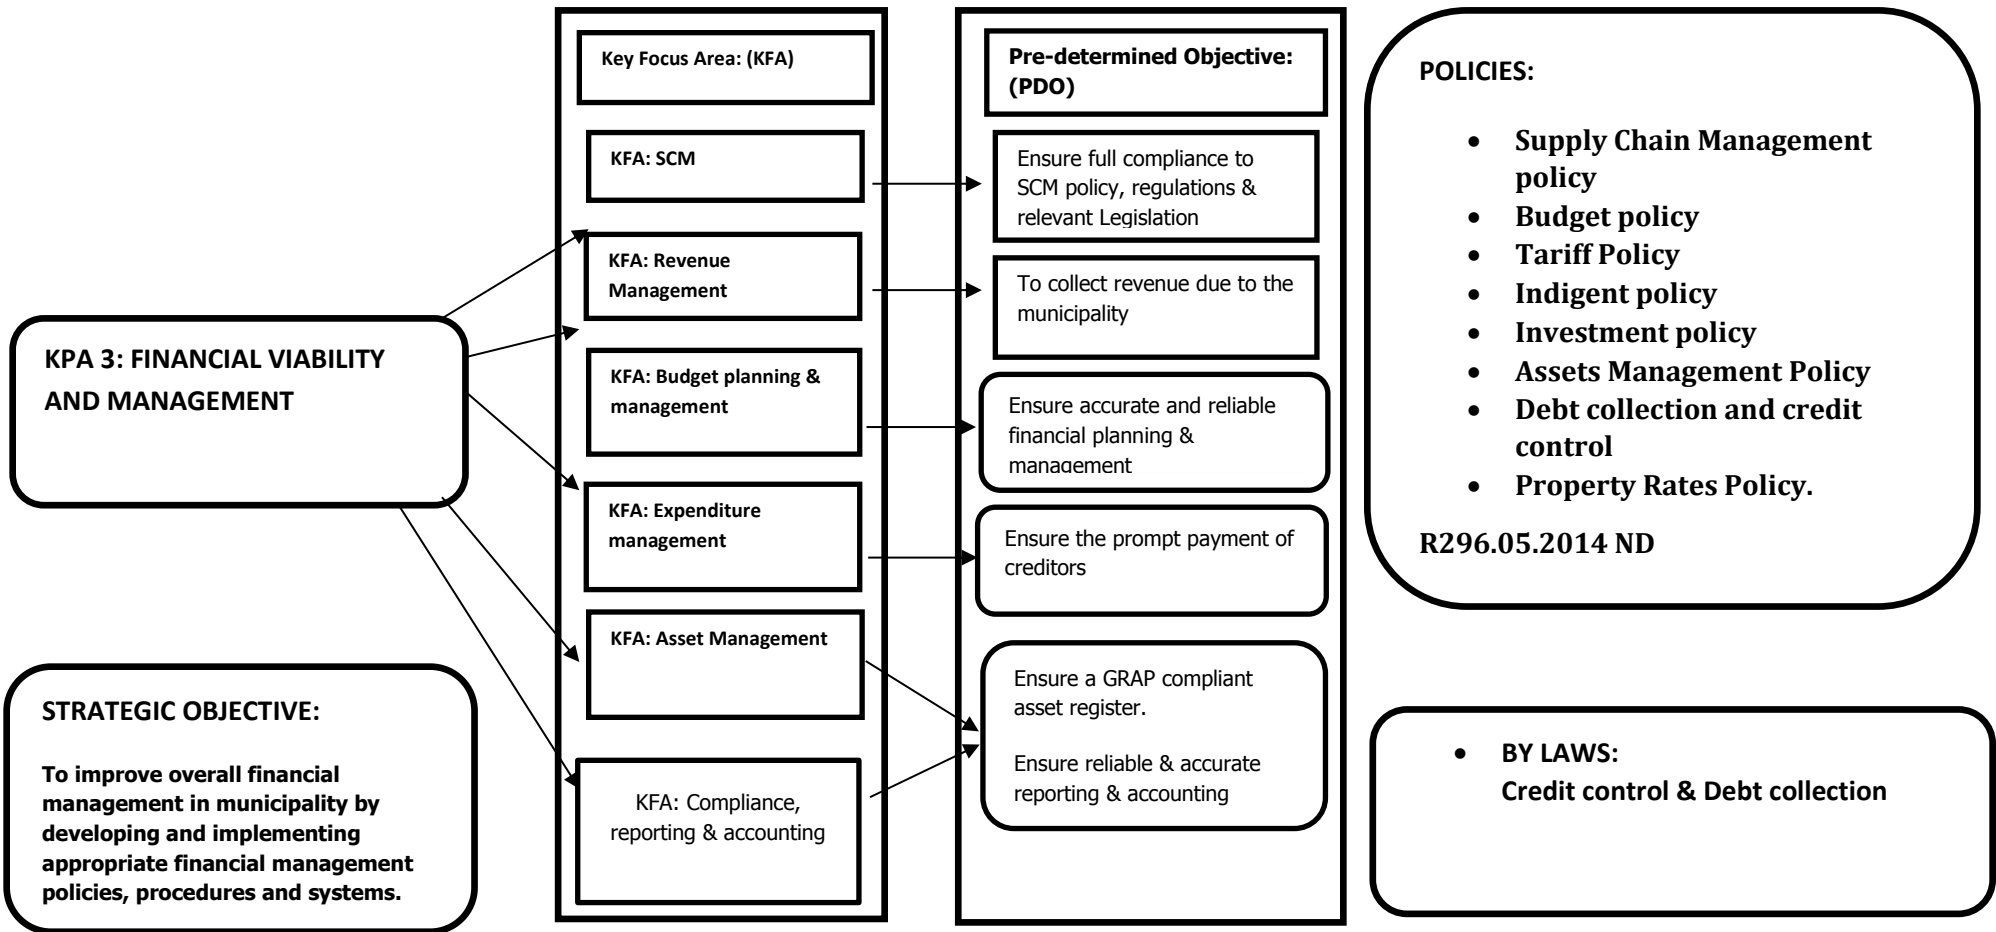 KPA 3: FINANCIAL VIABILITY
AND MANAGEMENT
STRATEGIC OBJECTIVE:
To improve overall financial
management in municipality by
developing and implementing
appropriate financial management
policies, procedures and systems.
Key Focus Area: (KFA)
KFA: SCM
KFA: Revenue
Management
KFA: Budget planning &
management
KFA: Expenditure
management
KFA: Asset Management
KFA: Compliance,
reporting & accounting
Pre-determined Objective:
(PDO)
Ensure full compliance to
SCM policy, regulations &
relevant Legislation
To collect revenue due to the
municipality
Ensure accurate and reliable
financial planning &
management
Ensure the prompt payment of
creditors
Ensure a GRAP compliant
asset register.
Ensure reliable & accurate
reporting & accounting
POLICIES:
• Supply Chain Management
policy
• Budget policy
• Tariff Policy
• Indigent policy
• Investment policy
• Assets Management Policy
• Debt collection and credit
control
• Property Rates Policy.
R296.05.2014 ND
• BY LAWS:
Credit control & Debt collection